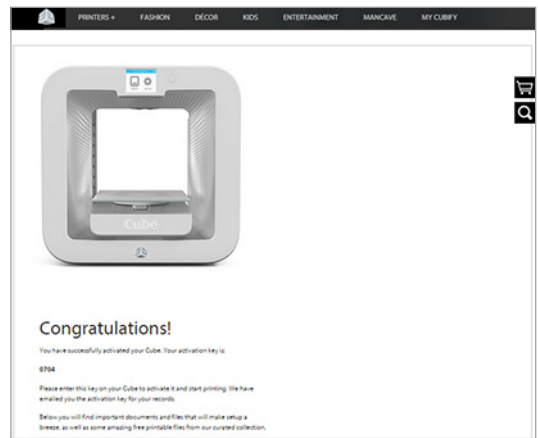 PRINTERS + FASHION DÉCOR KIDS ENTERTAINMENT MANCAVE MY CUBIFY
Cube
Congratulations!
You have successfully activated your Cube. Your activation key is:
0704
Please enter this key on your Cube to activate it and start printing. We have
emailed you the activation key for your records.
Below you will find important documents and files that will make setup a
breeze, as well as some amazing free printable files from our curated collection.